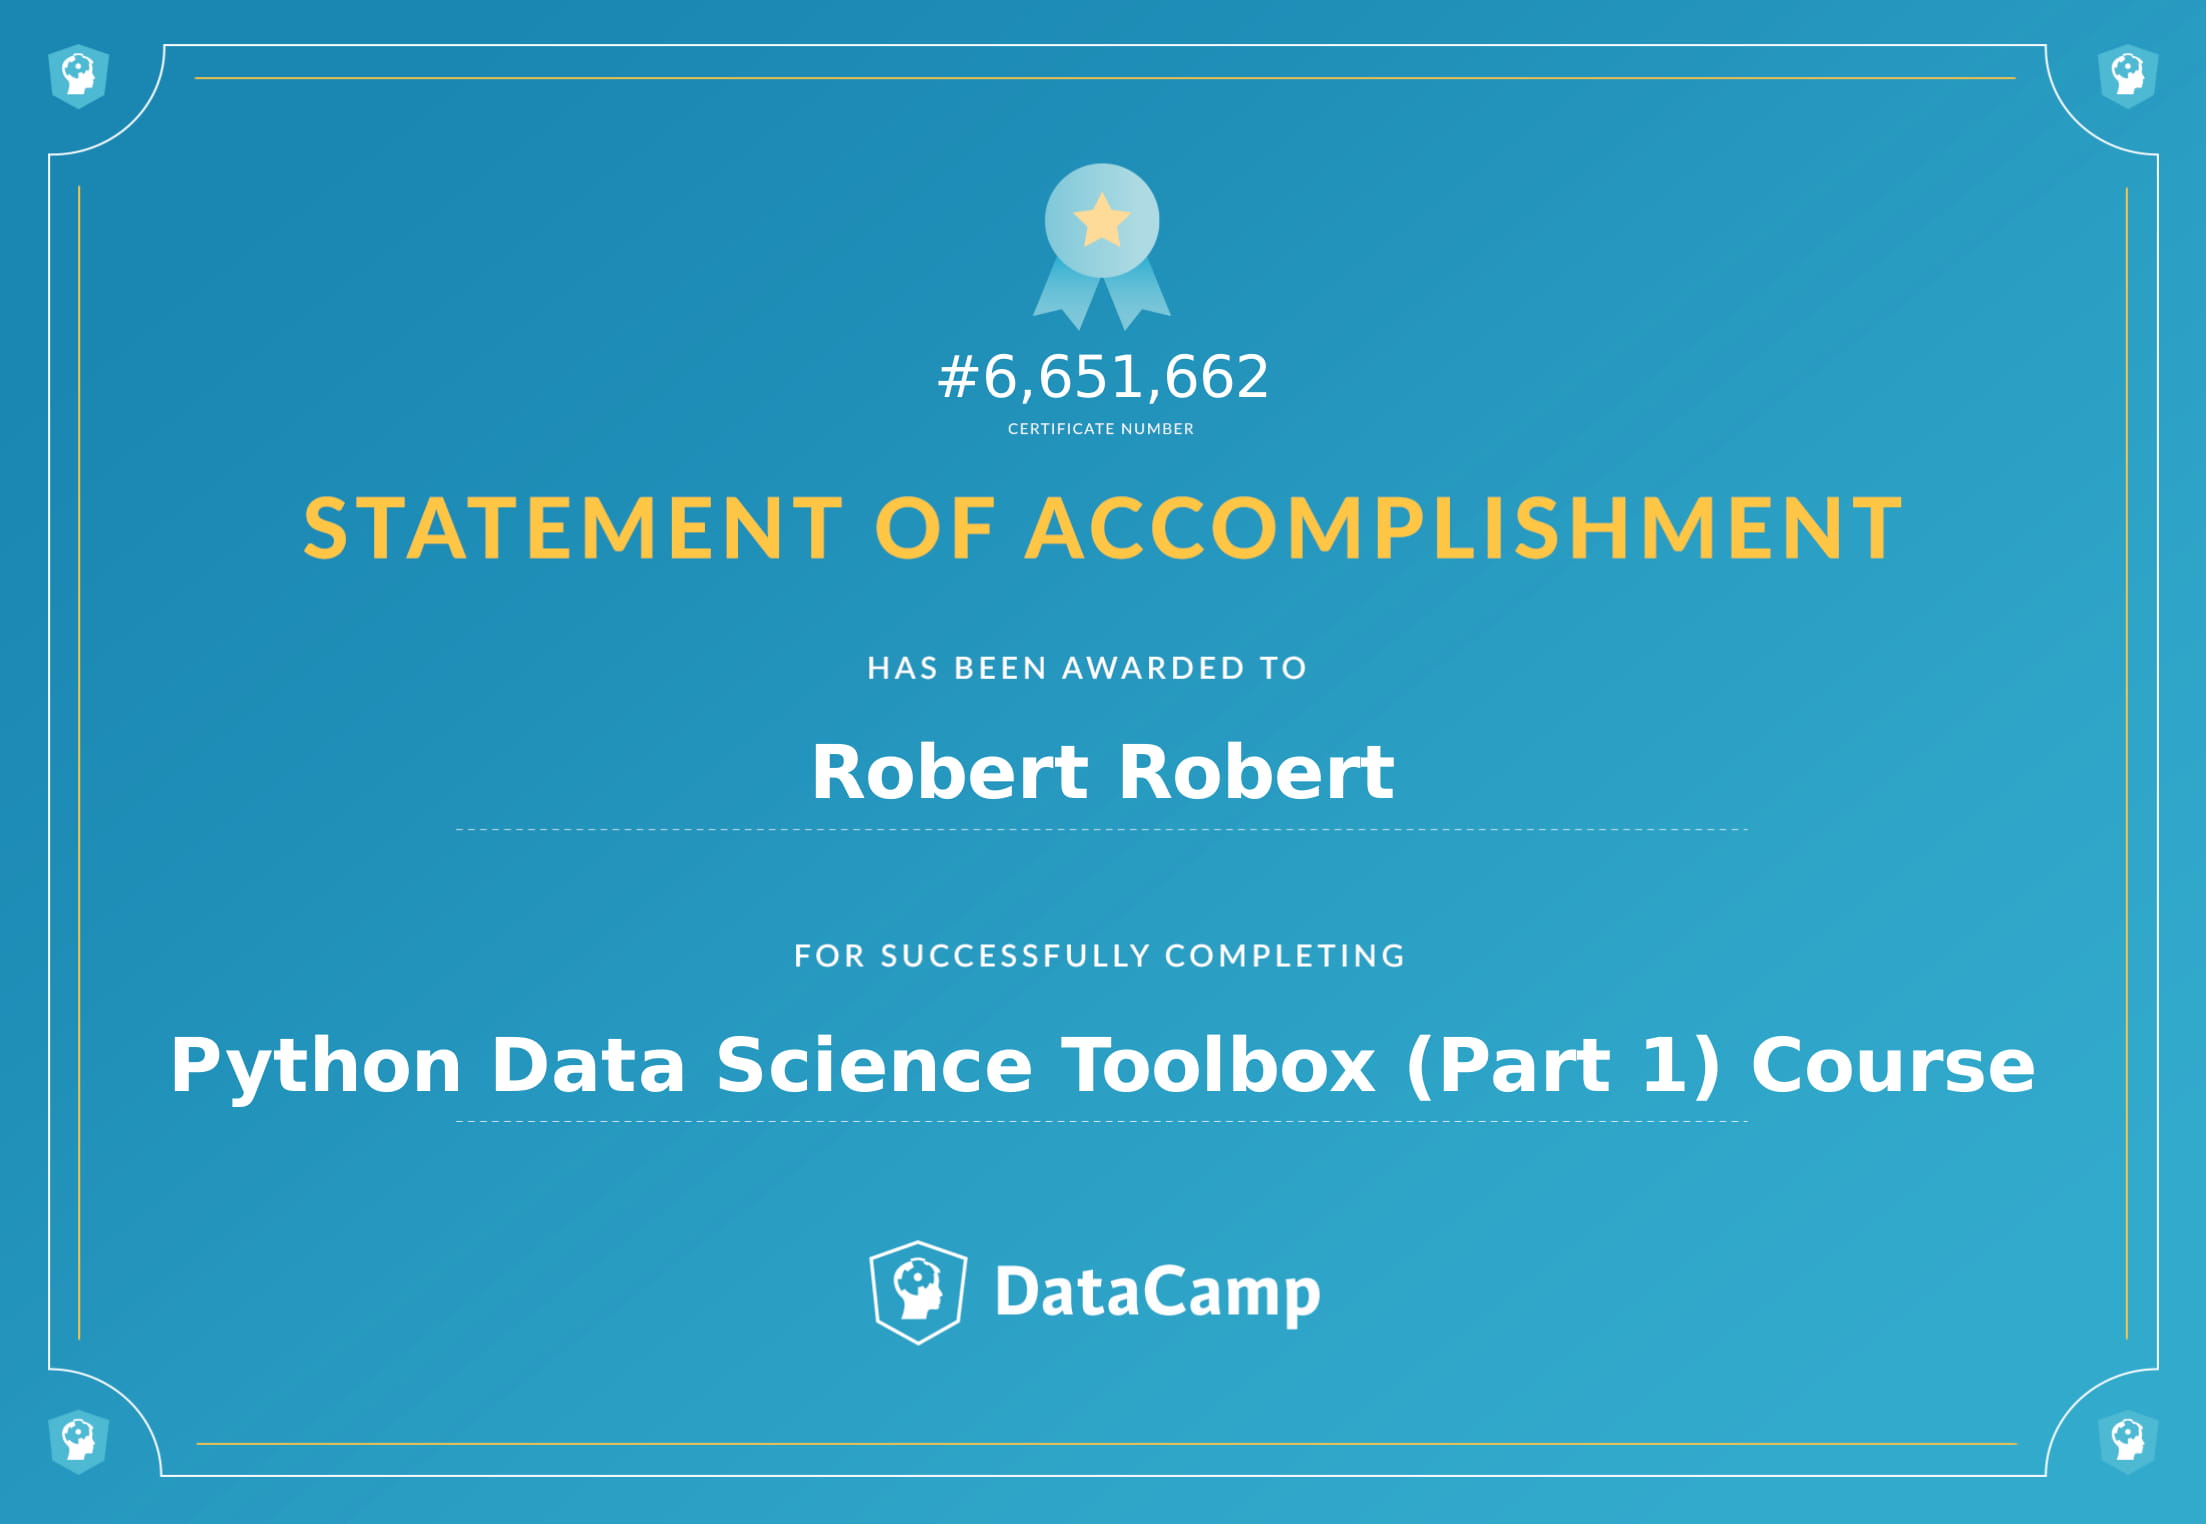 #6,651,662
CERTIFICATE NUMBER
STATEMENT OF ACCOMPLISHMENT
HAS BEEN AWARDED TO
Robert Robert
FOR SUCCESSFULLY COMPLETING
Python Data Science Toolbox (Part 1) Course
DataCamp